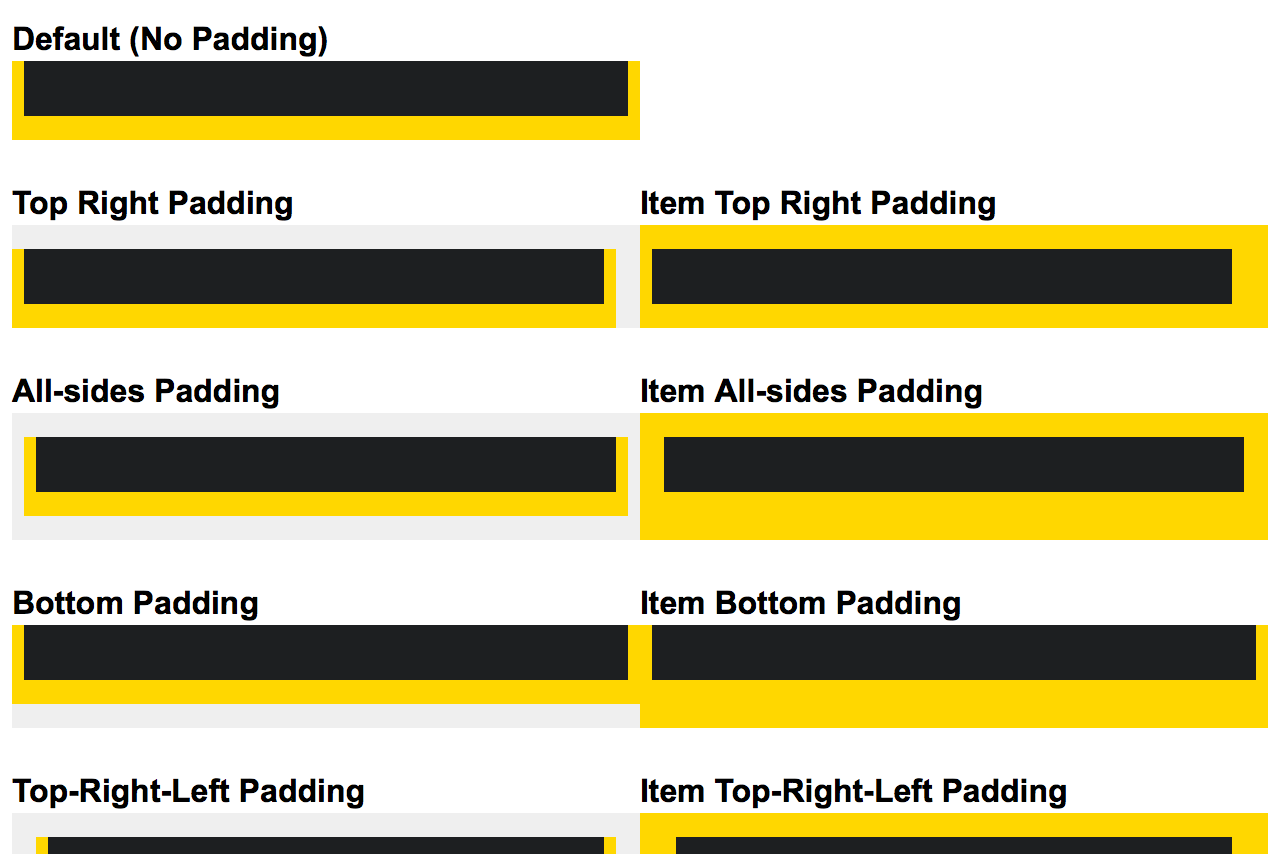 Default (No Padding)
Top Right Padding
Item Top Right Padding
All-sides Padding
Item All-sides Padding
Bottom Padding
Item Bottom Padding
Top-Right-Left Padding
Item Top-Right-Left Padding